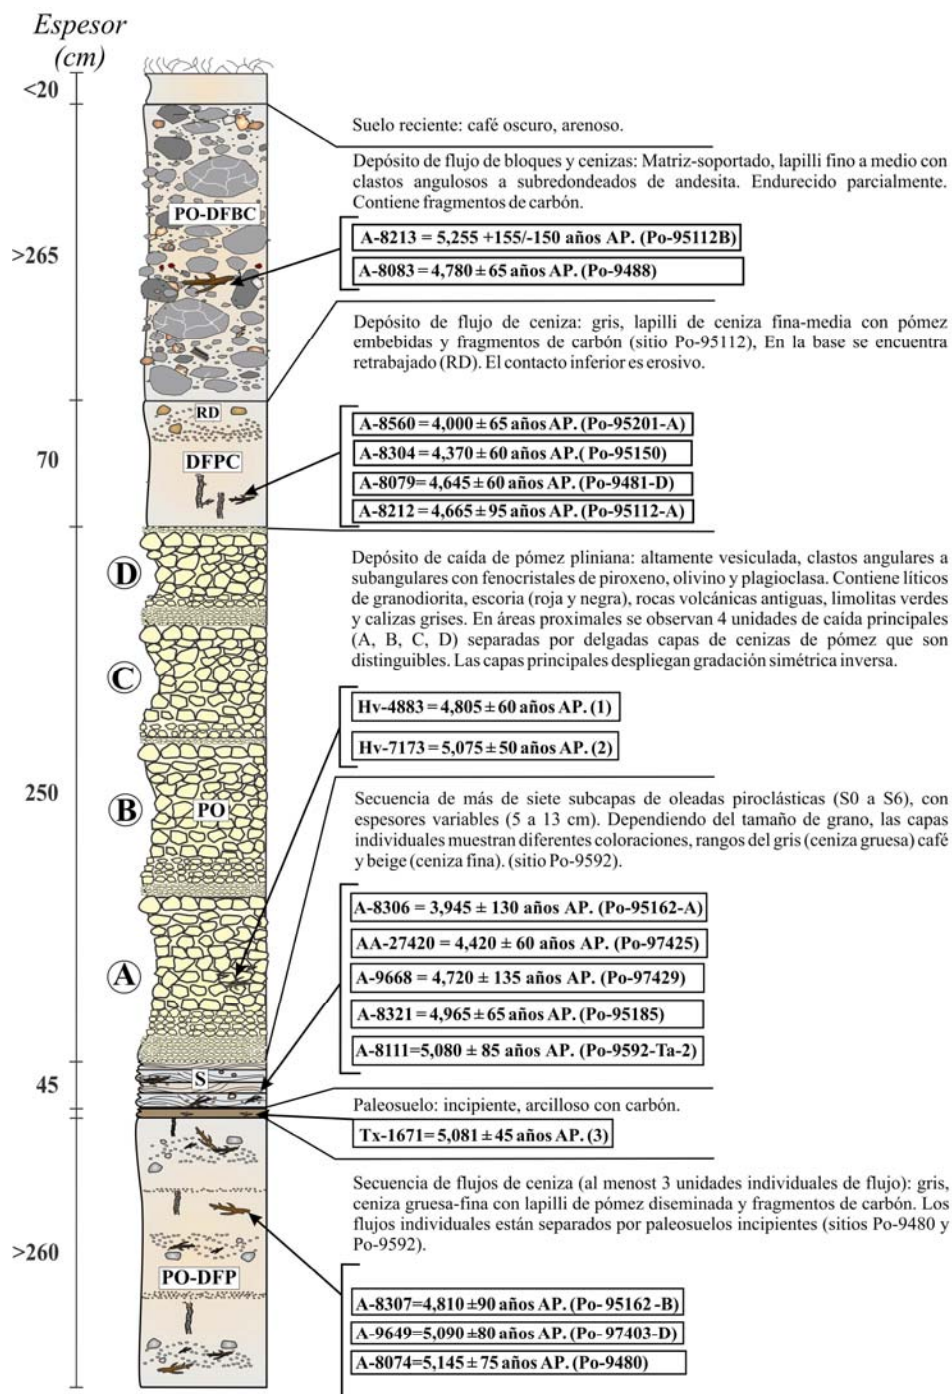 Espesor
(cm)
<20
Suelo reciente: café oscuro, arenoso.
Depósito de flujo de bloques y cenizas: Matriz-soportado, lapilli fino a medio con
clastos angulosos a subredondeados de andesita. Endurecido parcialmente.
Contiene fragmentos de carbón.
PO-DFBC
>265
A-8213 = 5,255 +155/-150 años AP. (Po-95112B)
A-8083 = 4,780 ± 65 años AP. (Po-9488)
Depósito de flujo de ceniza: gris, lapilli de ceniza fina-media con pómez
embebidas y fragmentos de carbón (sitio Po-95112), En la base se encuentra
retrabajado (RD). El contacto inferior es erosivo.
RD
DFPC
70
A-8560 = 4,000 ± 65 años AP. (Po-95201-A)
A-8304 = 4,370 ± 60 años AP.( Po-95150)
A-8079= 4,645 ± 60 años AP. (Po-9481-D)
A-8212 = 4,665 ± 95 años AP. (Po-95112-A)
Depósito de caída de pómez pliniana: altamente vesiculada, clastos angulares a
subangulares con fenocristales de piroxeno, olivino y plagioclasa. Contiene líticos
de granodiorita, escoria (roja y negra), rocas volcánicas antiguas, limolitas verdes
y calizas grises. En áreas proximales se observan 4 unidades de caída principales
(A, B, C, D) separadas por delgadas capas de cenizas de pómez que son
distinguibles. Las capas principales despliegan gradación simétrica inversa.
D
C
B
A
PO
250
Hv-4883 = 4,805 ± 60 años AP. (1)
Hv-7173 = 5,075 ± 50 años AP. (2)
Secuencia de más de siete subcapas de oleadas piroclásticas (S0 a S6), con
espesores variables (5 a 13 cm). Dependiendo del tamaño de grano, las capas
individuales muestran diferentes coloraciones, rangos del gris (ceniza gruesa) café
y beige (ceniza fina). (sitio Po-9592).
A-8306 = 3,945 ± 130 años AP. (Po-95162-A)
AA-27420 = 4,420 ± 60 años AP. (Po-97425)
A-9668 = 4,720 ± 135 años AP. (Po-97429)
A-8321 = 4,965 ± 65 años AP. (Po-95185)
A-8111=5,080 ± 85 años AP. (Po-9592-Ta-2)
S
45
Paleosuelo: incipiente, arcilloso con carbón.
Tx-1671= 5,081 ± 45 años AP. (3)
Secuencia de flujos de ceniza (al menost 3 unidades individuales de flujo): gris,
ceniza gruesa-fina con lapilli de pómez diseminada y fragmentos de carbón. Los
flujos individuales están separados por paleosuelos incipientes (sitios Po-9480 y
Po-9592).
>260
PO-DFP
A-8307=4,810 ±90 años AP. (Po- 95162 -B)
A-9649=5,090 ±80 años AP. (Po- 97403-D)
A-8074=5,145 ± 75 años AP. (Po-9480)